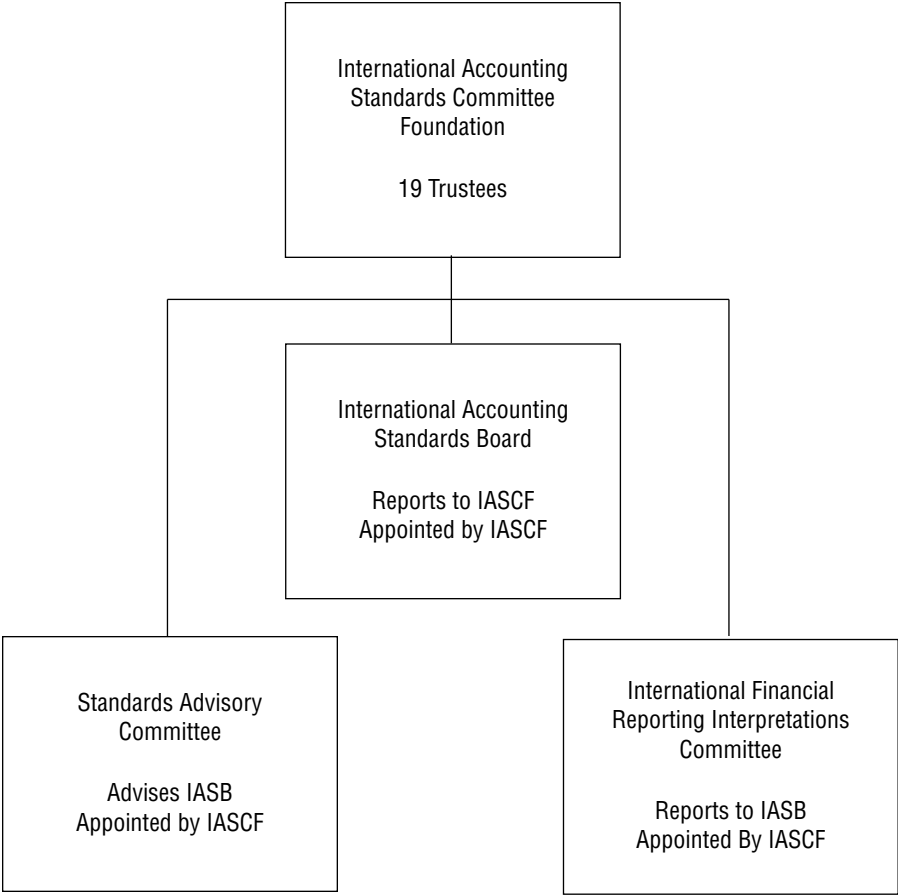 International Accounting
Standards Committee
Foundation
19 Trustees
International Accounting
Standards Board
Reports to IASCF
Appointed by IASCF
Standards Advisory
Committee
Advises IASB
Appointed by IASCF
International Financial
Reporting Interpretations
Committee
Reports to IASB
Appointed By IASCF